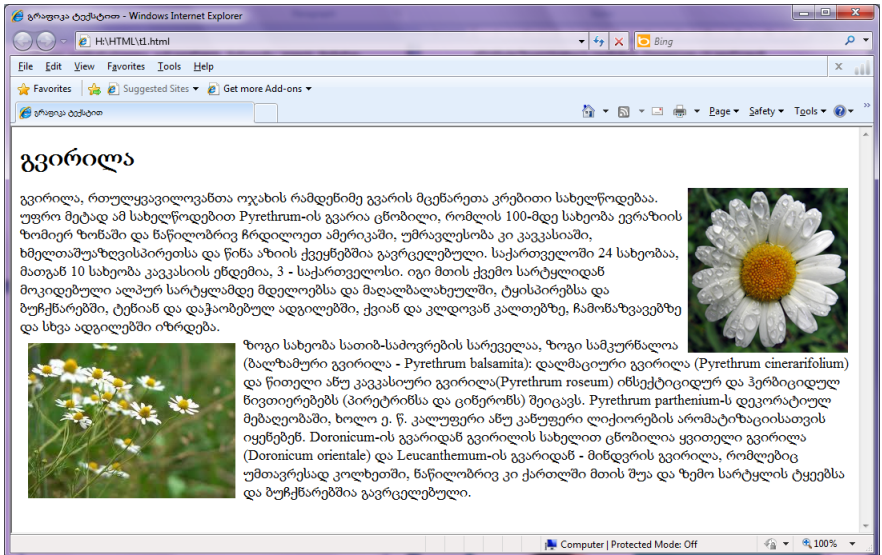 გრაფიკა ტექსტით - Windows Internet Explorer
H:\HTML\t1.html
Bing
File Edit View Favorites Tools Help
Favorites Suggested Sites Get more Add-ons
გრაფიკა ტექსტით
Page Safety Tools
გვირილა
გვირილა, რთულყვავილოვანთა ოჯახის რამდენიმე გვარის მცენარეთა კრებითი სახელწოდებაა.
უფრო მეტად ამ სახელწოდებით Pyrethrum-ის გვარია ცნობილი, რომლის 100-მდე სახეობა ევრაზიის
ზომიერ ზონაში და ნაწილობრივ ჩრდილოეთ ამერიკაში, უმრავლესობა კი კავკასიაში,
ხმელთაშუაზღვისპირეთსა და წინა აზიის ქვეყნებშია გავრცელებული. საქართველოში 24 სახეობაა,
მათგან 10 სახეობა კავკასიის ენდემია, 3 - საქართველოსი. იგი მთის ქვემო სარტყლიდან
მოკიდებული ალპურ სარტყლამდე მდელოებსა და მაღალბალახეულში, ტყისპირებსა და
ბუჩქნარებში, ტენიან და დაჭაობებულ ადგილებში, ქვიან და კლდოვან კალთებზე, ჩამონაზვავებზე
და სხვა ადგილებში იზრდება.
ზოგი სახეობა სათიბ-საძოვრების სარეველაა, ზოგი სამკურნალოა
(ბალზამური გვირილა - Pyrethrum balsamita): დალმაციური გვირილა (Pyrethrum cinerarifolium)
და წითელი ანუ კავკასიური გვირილა(Pyrethrum roseum) ინსექტიციდურ და ჰერბიციდულ
ნივთიერებებს (პირეტრინსა და ცინერონს) შეიცავს. Pyrethrum parthenium-ს დეკორატიულ
მებაღეობაში, ხოლო ე. წ. კალუფერი ანუ კანუფერი ლიქიორების არომატიზაციისათვის
იყენებენ. Doronicum-ის გვარიდან გვირილის სახელით ცნობილია ყვითელი გვირილა
(Doronicum orientale) და Leucanthemum-ის გვარიდან - მინდვრის გვირილა, რომლებიც
უმთავრესად კოლხეთში, ნაწილობრივ კი ქართლში მთის შუა და ზემო სარტყლის ტყეებსა
და ბუჩქნარებშია გავრცელებული.
Computer | Protected Mode: Off 100%